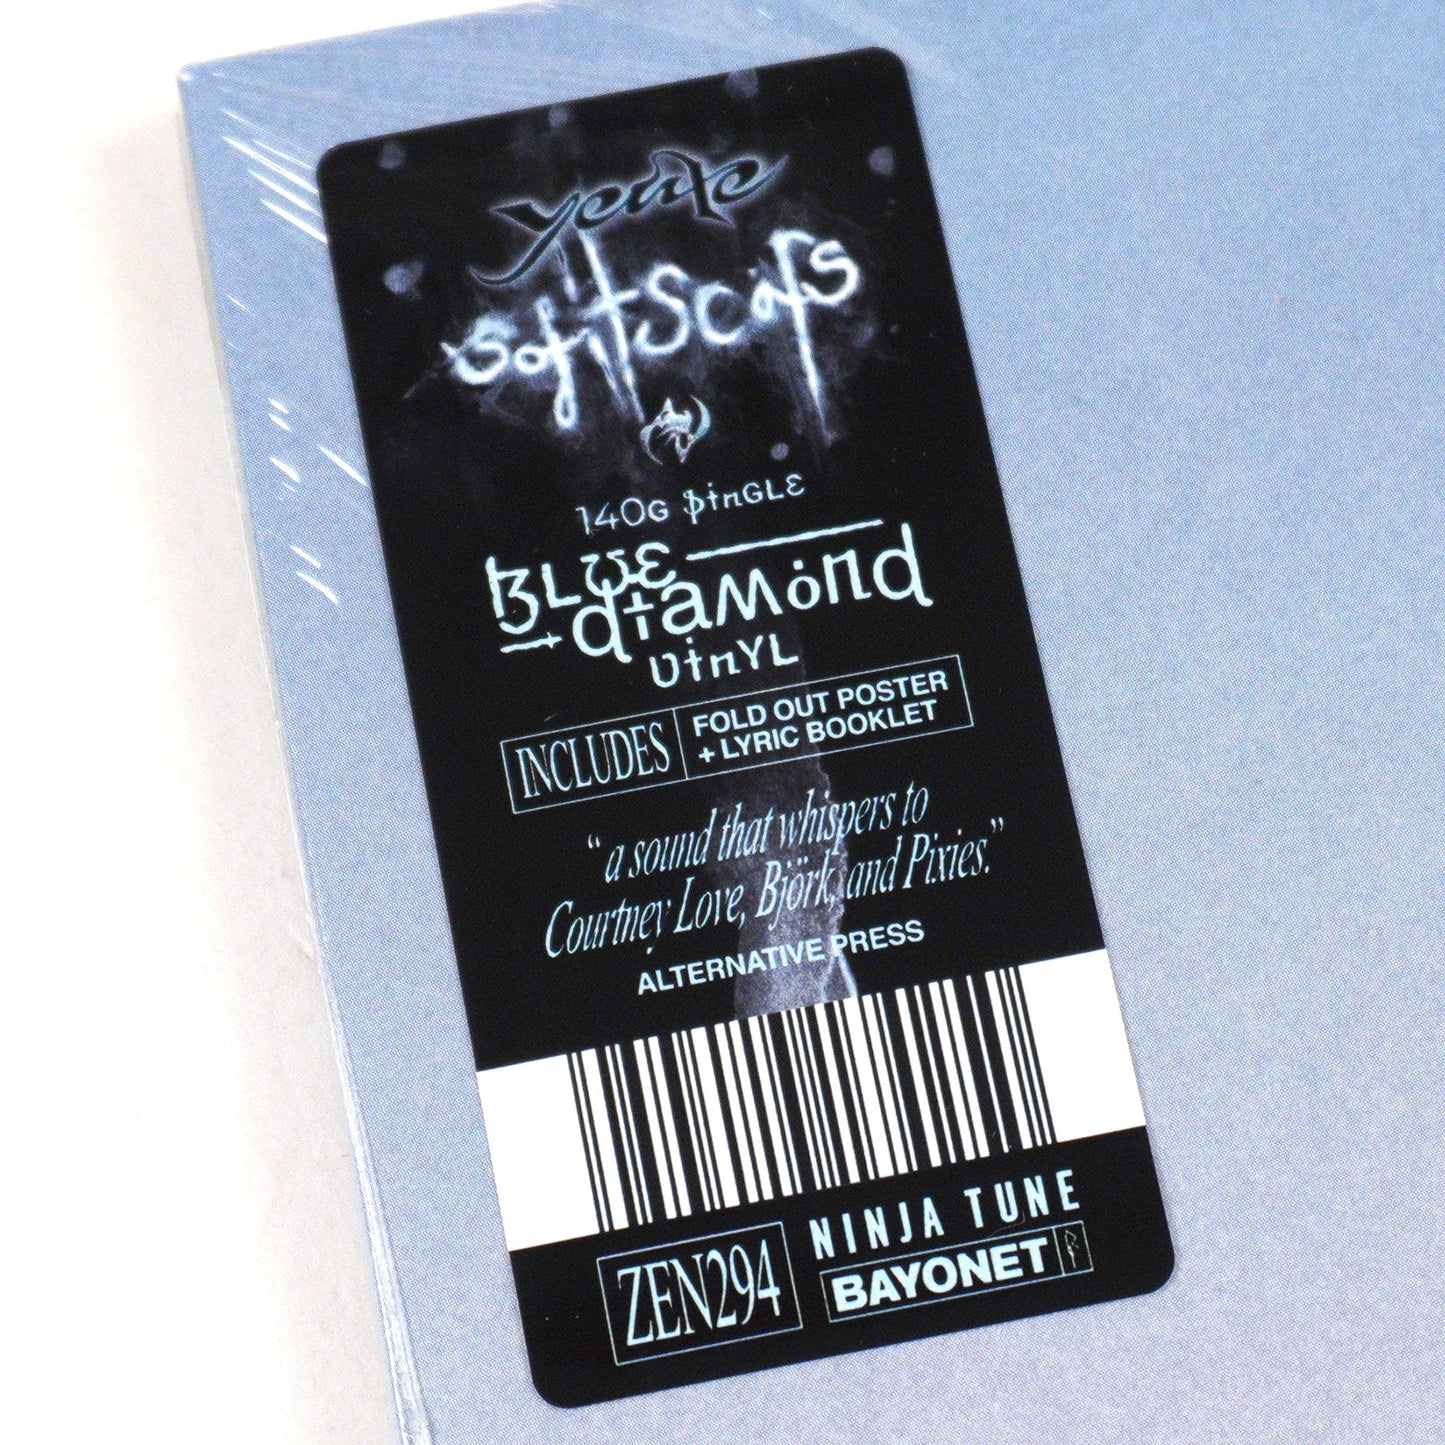 yeule
softscars
140G SinGLE
BLUE
diaMond
VinYL
INCLUDES
FOLD OUT POSTER
+ LYRIC BOOKLET
“a sound that whispers to
Courtney Love, Björk, and Pixies.”
ALTERNATIVE PRESS
ZEN294
NINJA TUNE
BAYONET